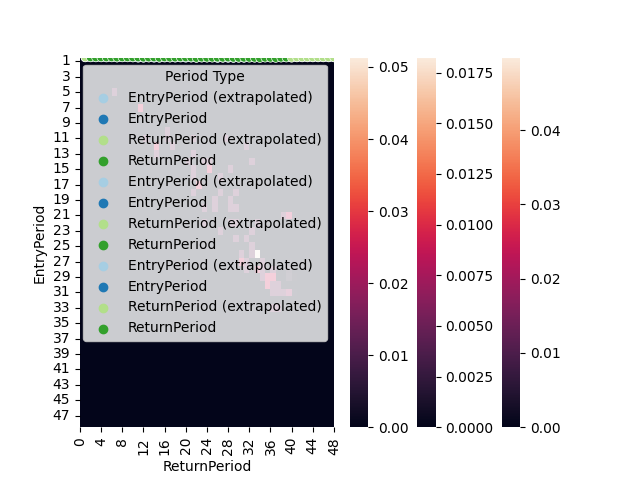 Period Type
EntryPeriod (extrapolated)
EntryPeriod
ReturnPeriod (extrapolated)
ReturnPeriod
EntryPeriod (extrapolated)
EntryPeriod
ReturnPeriod (extrapolated)
ReturnPeriod
EntryPeriod (extrapolated)
EntryPeriod
ReturnPeriod (extrapolated)
ReturnPeriod
EntryPeriod
1
3
5
7
9
11
13
15
17
19
21
23
25
27
29
31
33
35
37
39
41
43
45
47
0 4 8 12 16 20 24 28 32 36 40 44 48
ReturnPeriod
0.05
0.04
0.03
0.02
0.01
0.00
0.0175
0.0150
0.0125
0.0100
0.0075
0.0050
0.0025
0.0000
0.04
0.03
0.02
0.01
0.00